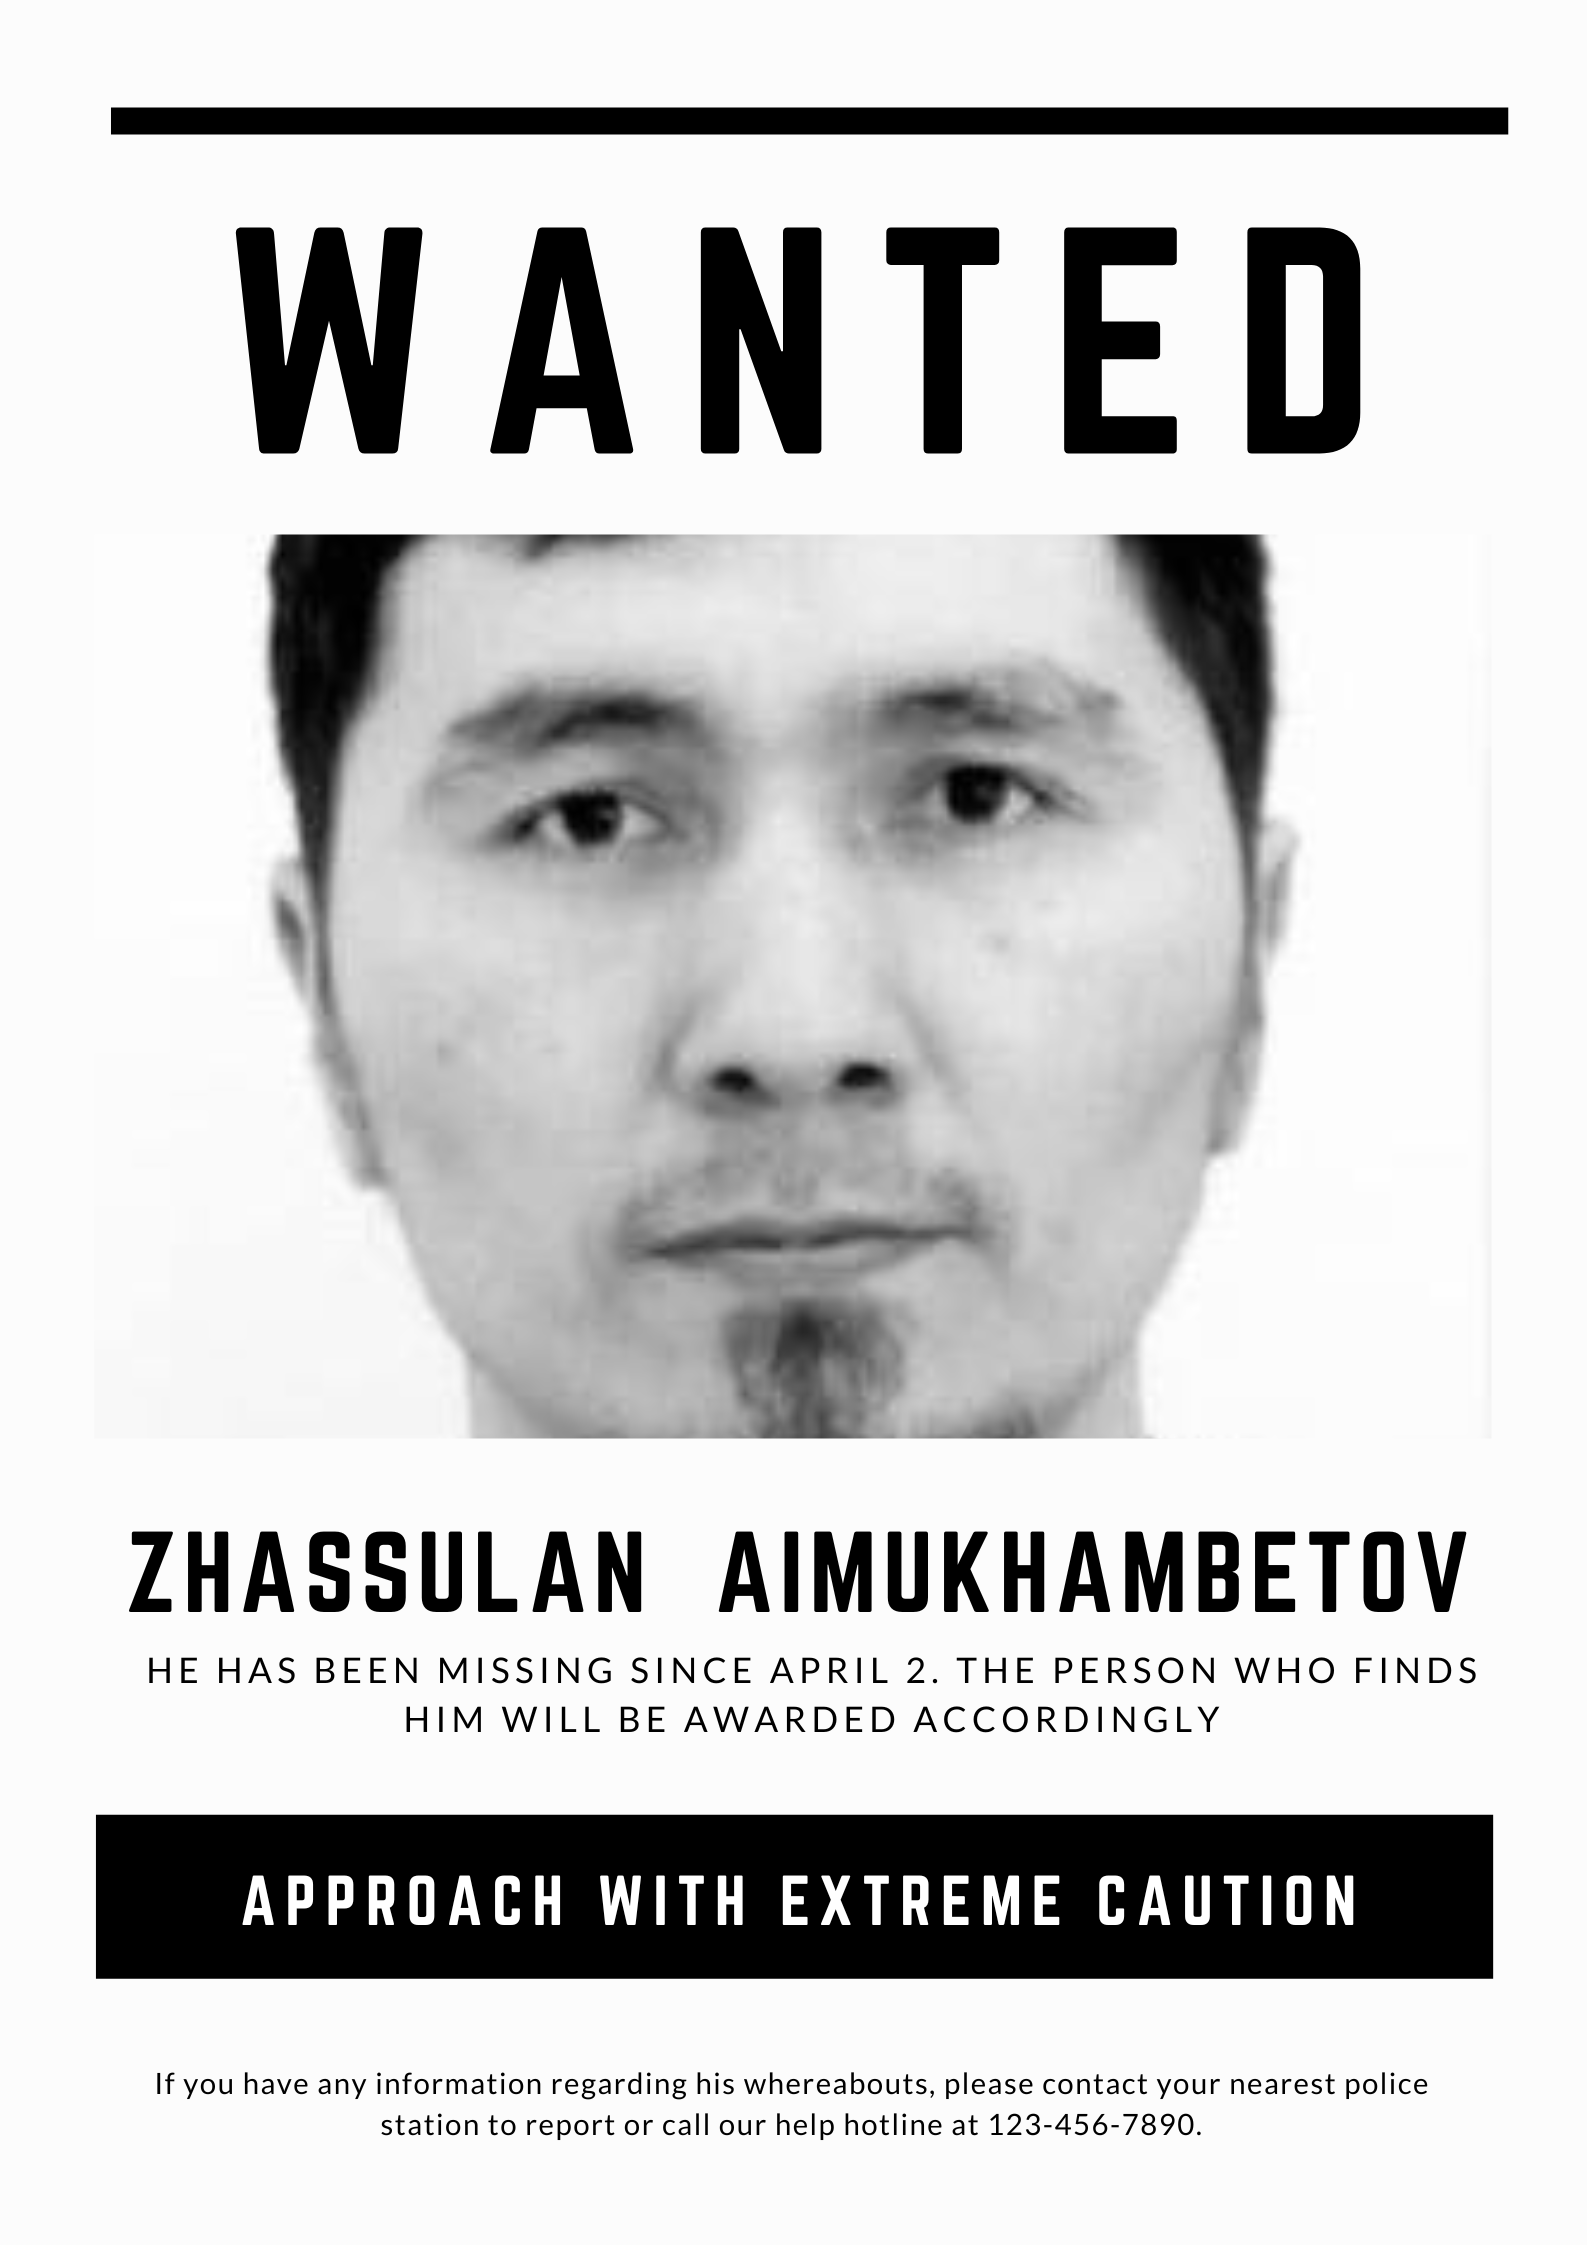 WANTED
ZHASSULAN AIMUKHAMBETOV
HE HAS BEEN MISSING SINCE APRIL 2. THE PERSON WHO FINDS
HIM WILL BE AWARDED ACCORDINGLY
APPROACH WITH EXTREME CAUTION
If you have any information regarding his whereabouts, please contact your nearest police
station to report or call our help hotline at 123-456-7890.